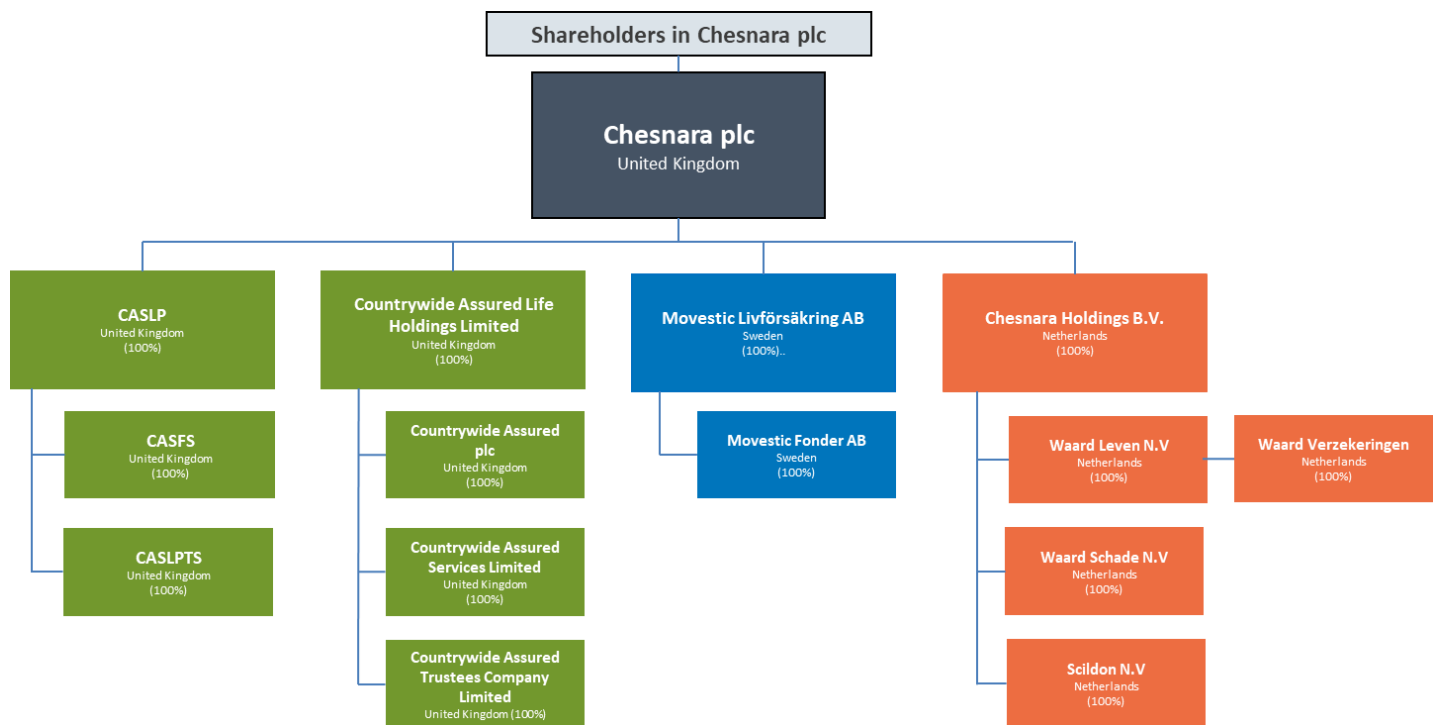 Shareholders in Chesnara plc
Chesnara plc
United Kingdom
CASLP
United Kingdom
(100%)
Countrywide Assured Life
Holdings Limited
United Kingdom
(100%)
Movestic Livförsäkring AB
Sweden
(100%)..
Chesnara Holdings B.V.
Netherlands
(100%)
CASFS
United Kingdom
(100%)
Countrywide Assured
plc
United Kingdom
(100%)
Movestic Fonder AB
Sweden
(100%)
Waard Leven N.V
Netherlands
(100%)
Waard Verzekeringen
Netherlands
(100%)
CASLPTS
United Kingdom
(100%)
Countrywide Assured
Services Limited
United Kingdom
(100%)
Waard Schade N.V
Netherlands
(100%)
Countrywide Assured
Trustees Company
Limited
United Kingdom (100%)
Scildon N.V
Netherlands
(100%)